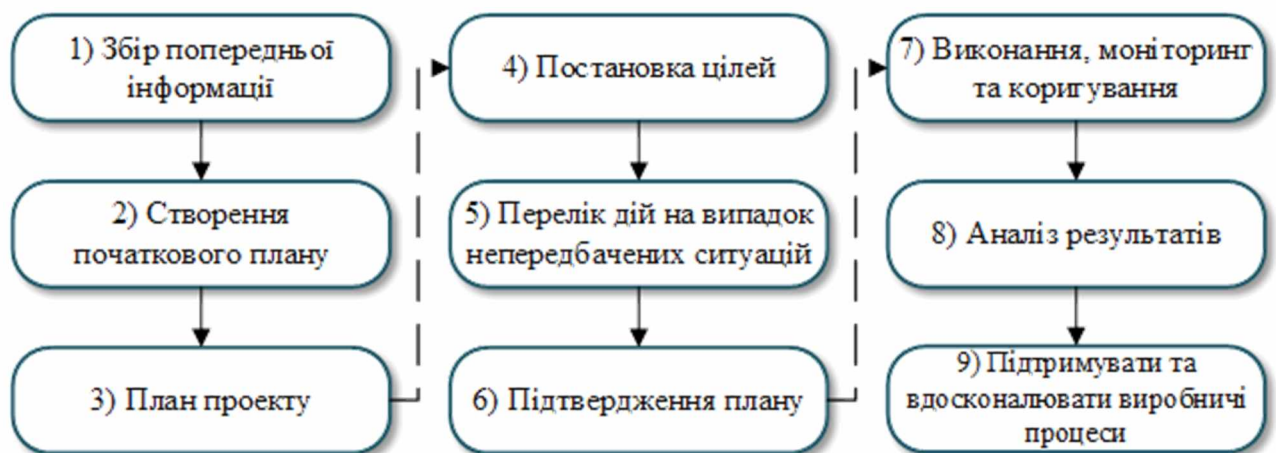 1) Збір попередньої
інформації
2) Створення
початкового плану
3) План проекту
4) Постановка цілей
5) Перелік дій на випадок
непередбачених ситуацій
6) Підтвердження плану
7) Виконання, моніторинг
та коригування
8) Аналіз результатів
9) Підтримувати та
вдосконалювати виробничі
процеси